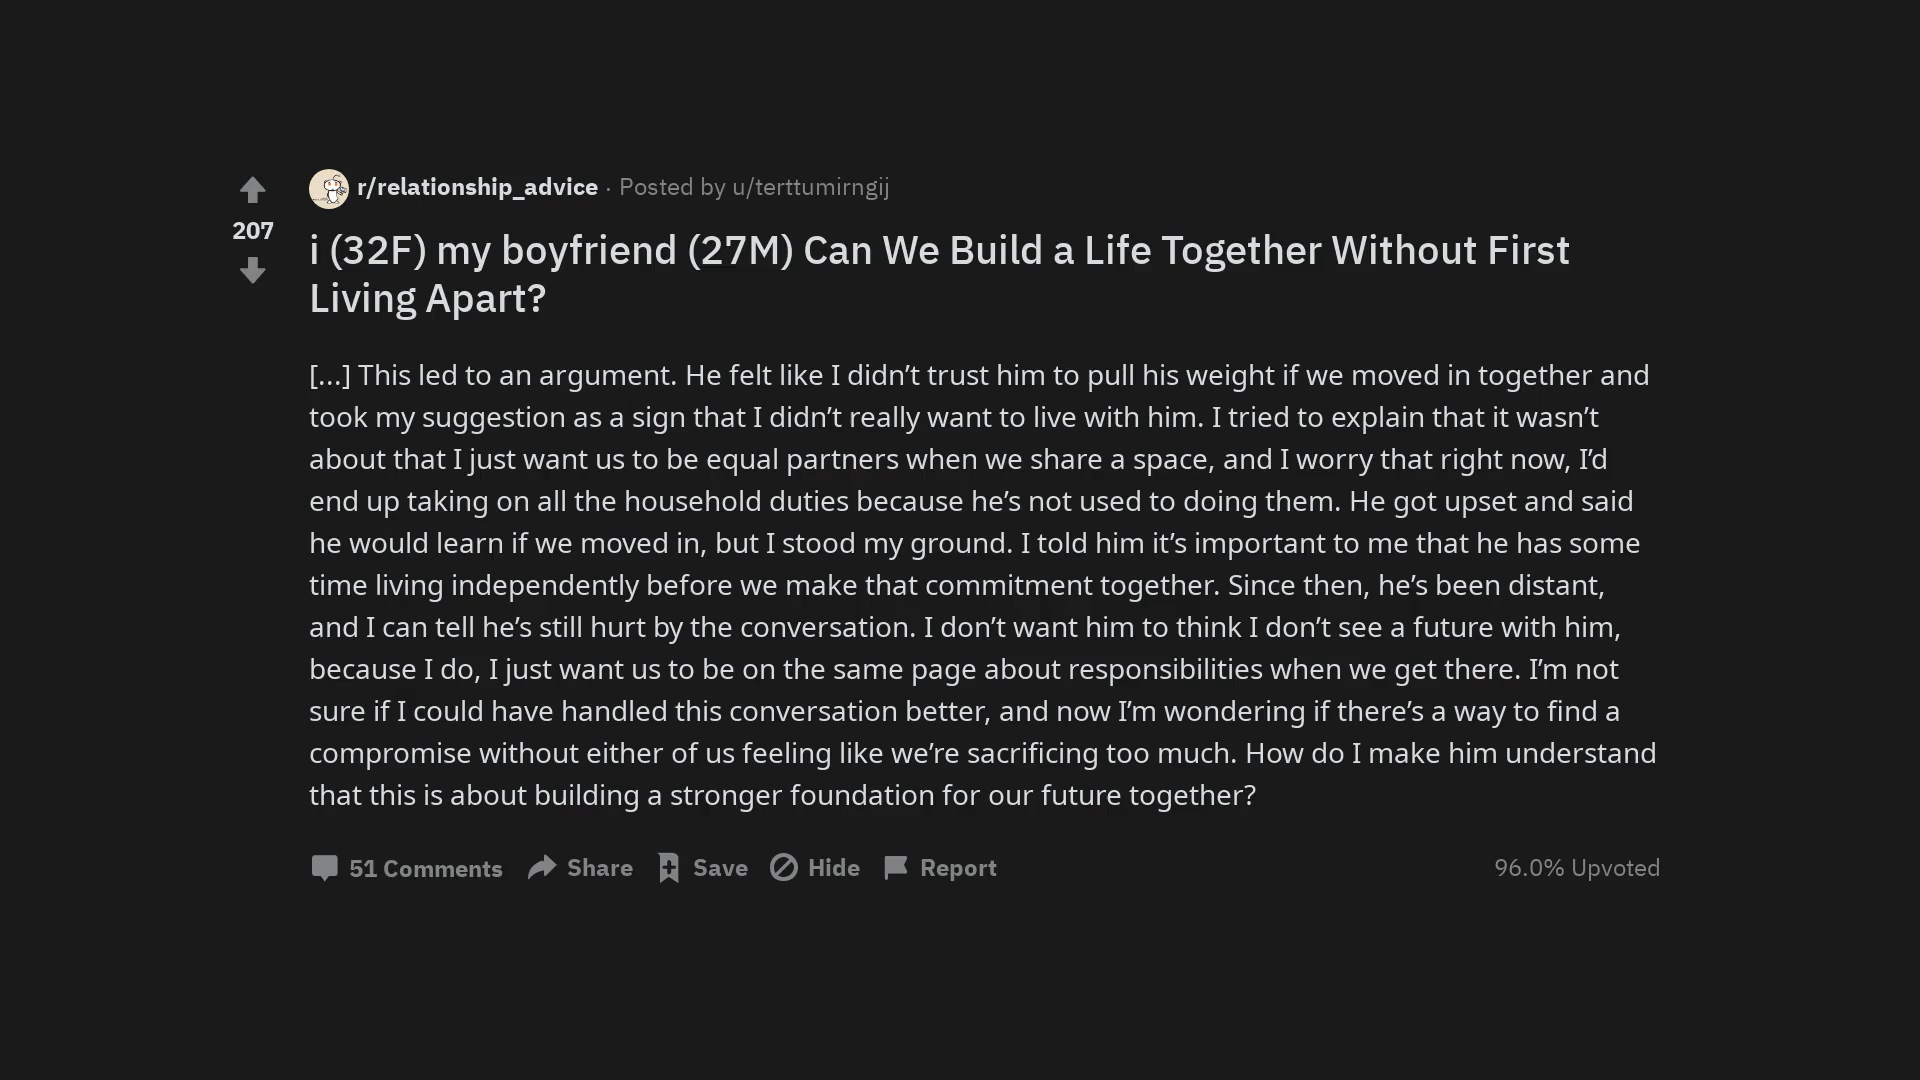 r/relationship_advice · Posted by u/terttumirngij
207
i (32F) my boyfriend (27M) Can We Build a Life Together Without First
Living Apart?
[...] This led to an argument. He felt like I didn’t trust him to pull his weight if we moved in together and
took my suggestion as a sign that I didn’t really want to live with him. I tried to explain that it wasn’t
about that I just want us to be equal partners when we share a space, and I worry that right now, I’d
end up taking on all the household duties because he’s not used to doing them. He got upset and said
he would learn if we moved in, but I stood my ground. I told him it’s important to me that he has some
time living independently before we make that commitment together. Since then, he’s been distant,
and I can tell he’s still hurt by the conversation. I don’t want him to think I don’t see a future with him,
because I do, I just want us to be on the same page about responsibilities when we get there. I’m not
sure if I could have handled this conversation better, and now I’m wondering if there’s a way to find a
compromise without either of us feeling like we’re sacrificing too much. How do I make him understand
that this is about building a stronger foundation for our future together?
51 Comments Share Save Hide Report 96.0% Upvoted